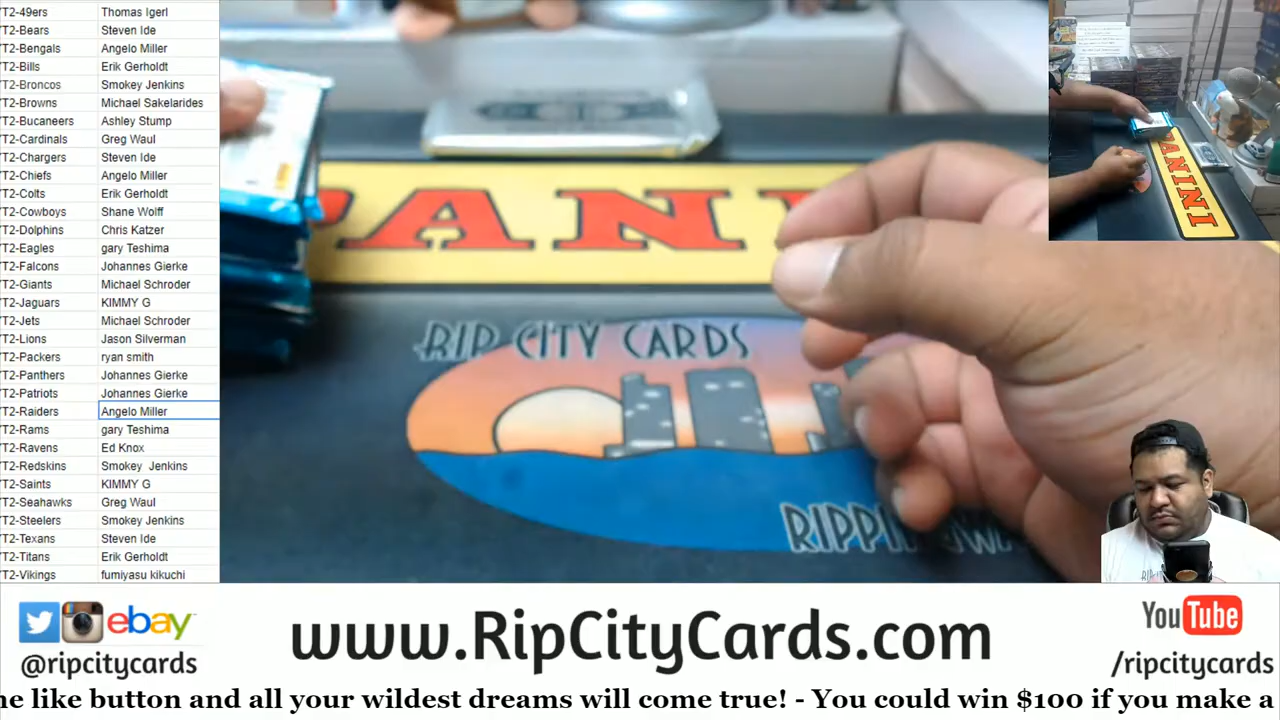 T2-49ers Thomas Igerl
T2-Bears Steven Ide
T2-Bengals Angelo Miller
T2-Bills Erik Gerholdt
T2-Broncos Smokey Jenkins
T2-Browns Michael Sakelarides
T2-Bucaneers Ashley Stump
T2-Cardinals Greg Waul
T2-Chargers Steven Ide
T2-Chiefs Angelo Miller
T2-Colts Erik Gerholdt
T2-Cowboys Shane Wolff
T2-Dolphins Chris Katzer
T2-Eagles gary Teshima
T2-Falcons Johannes Gierke
T2-Giants Michael Schroder
T2-Jaguars KIMMY G
T2-Jets Michael Schroder
T2-Lions Jason Silverman
T2-Packers ryan smith
T2-Panthers Johannes Gierke
T2-Patriots Johannes Gierke
T2-Raiders Angelo Miller
T2-Rams gary Teshima
T2-Ravens Ed Knox
T2-Redskins Smokey Jenkins
T2-Saints KIMMY G
T2-Seahawks Greg Waul
T2-Steelers Smokey Jenkins
T2-Texans Steven Ide
T2-Titans Erik Gerholdt
T2-Vikings fumiyasu kikuchi
PANINI
PANINI
RIP CITY CARDS
ebay
@ripcitycards
www.RipCityCards.com
YouTube
/ripcitycards
like button and all your wildest dreams will come true! - You could win $100 if you make a